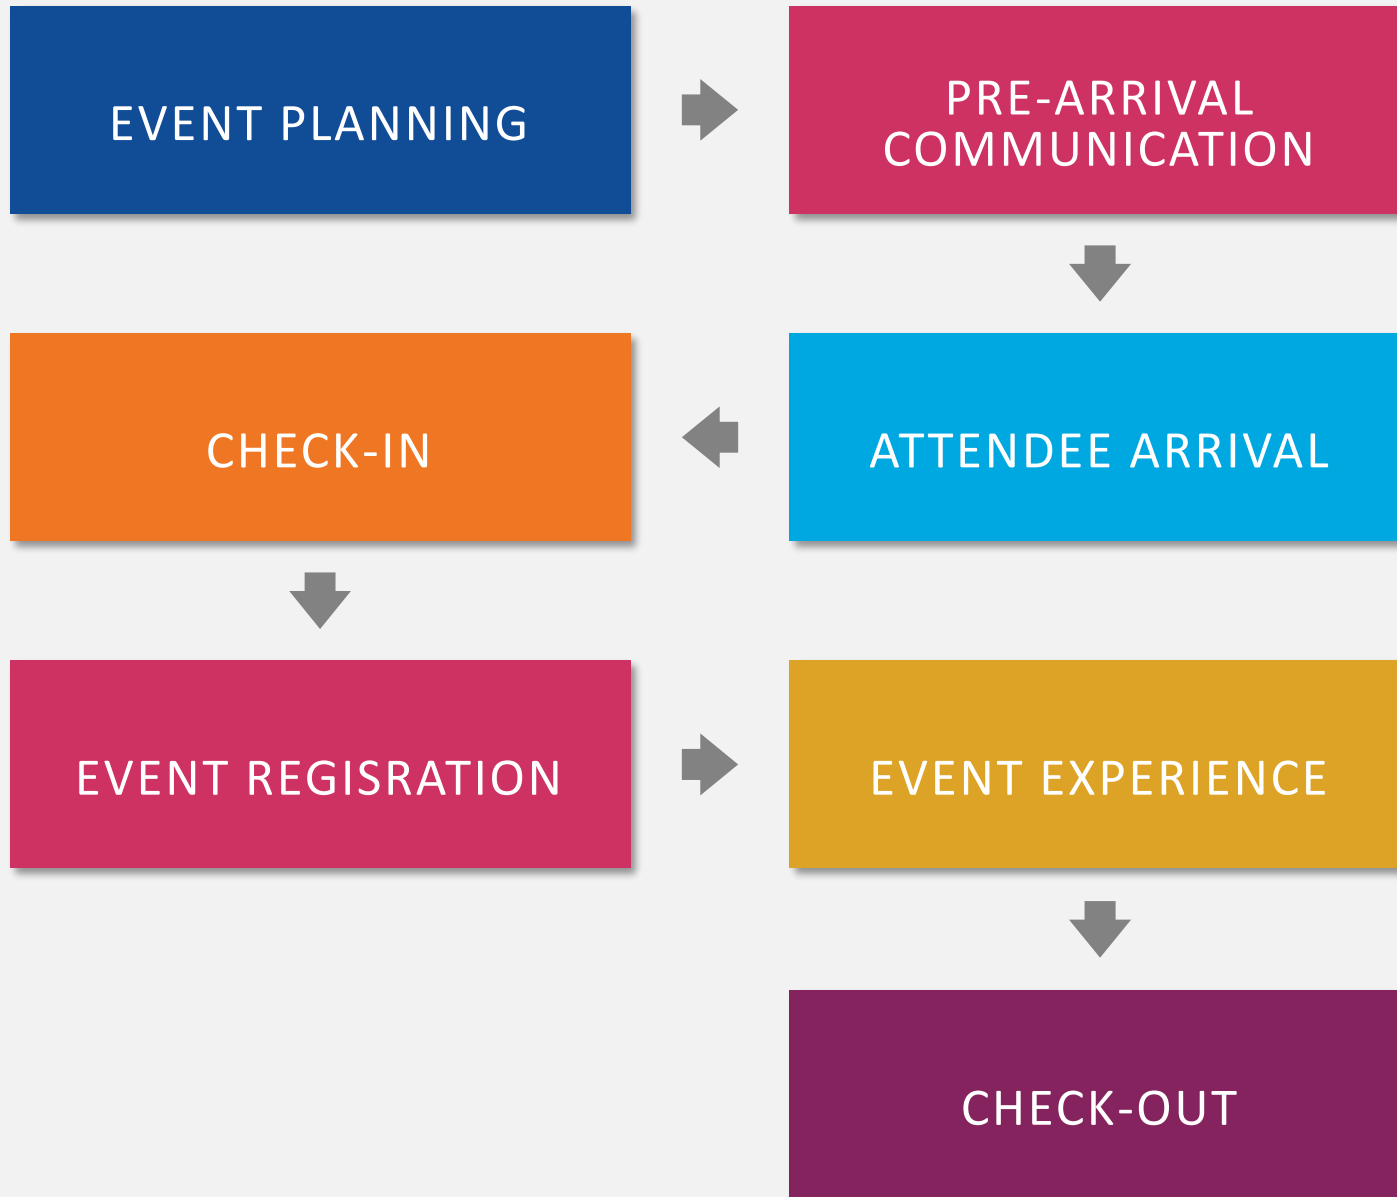 EVENT PLANNING
PRE-ARRIVAL
COMMUNICATION
CHECK-IN
ATTENDEE ARRIVAL
EVENT REGISRATION
EVENT EXPERIENCE
CHECK-OUT